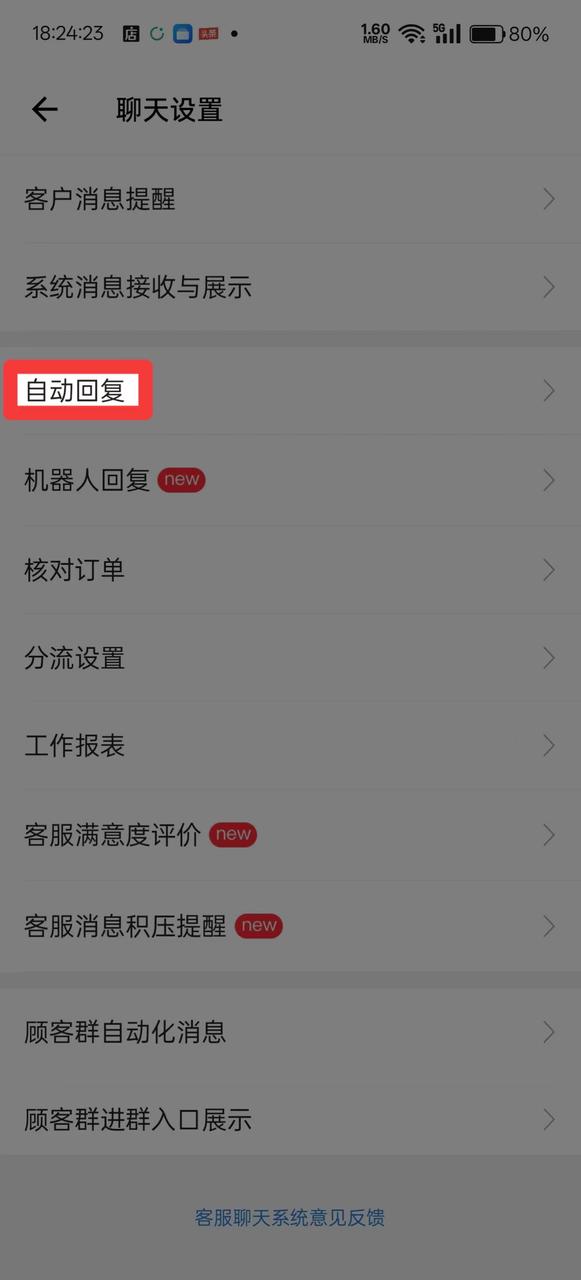 18:24:23 店 头条 1.60 MB/S 5G 80%
聊天设置
客户消息提醒
系统消息接收与展示
自动回复
机器人回复 new
核对订单
分流设置
工作报表
客服满意度评价 new
客服消息积压提醒 new
顾客群自动化消息
顾客群进群入口展示
客服聊天系统意见反馈